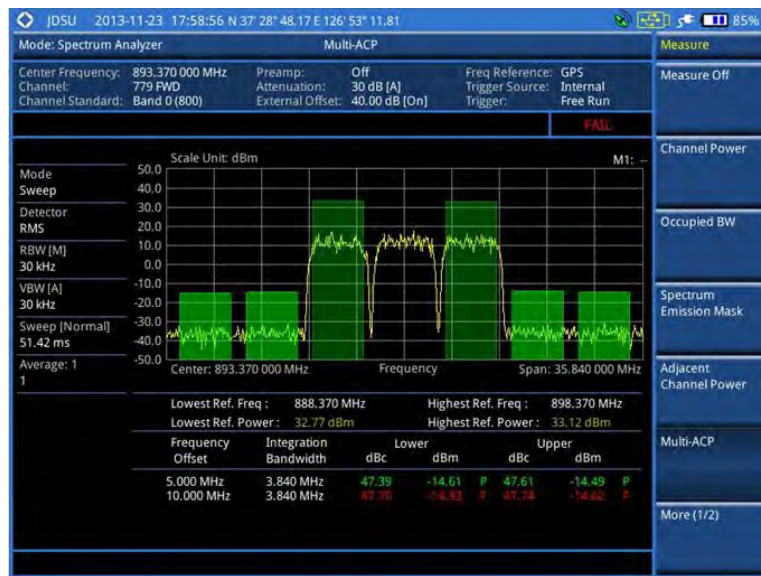 JDSU 2013-11-23 17:58:56 N 37' 28" 48.17 E 126' 53" 11.81 85%
Mode: Spectrum Analyzer Multi-ACP Measure
Center Frequency: 893.370 000 MHz Preamp: Off Freq Reference: GPS
Channel: 779 FWD Attenuation: 30 dB [A] Trigger Source: Internal
Channel Standard: Band 0 (800) External Offset: 40.00 dB [On] Trigger: Free Run
FAIL
Measure Off
Channel Power
Occupied BW
Spectrum
Emission Mask
Adjacent
Channel Power
Multi-ACP
More (1/2)
Mode
Sweep
Detector
RMS
RBW [M]
30 kHz
VBW [A]
30 kHz
Sweep [Normal]
51.42 ms
Average: 1
1
Scale Unit: dBm M1: --
50.0
40.0
30.0
20.0
10.0
0.0
-10.0
-20.0
-30.0
-40.0
-50.0
Center: 893.370 000 MHz Frequency Span: 35.840 000 MHz
Lowest Ref. Freq : 888.370 MHz Highest Ref. Freq : 898.370 MHz
Lowest Ref. Power : 32.77 dBm Highest Ref. Power : 33.12 dBm
Frequency Integration Lower Upper
Offset Bandwidth dBc dBm dBc dBm
5.000 MHz 3.840 MHz 47.39 -14.61 P 47.61 -14.49 P
10.000 MHz 3.840 MHz 47.70 -14.93 F 47.74 -14.62 F